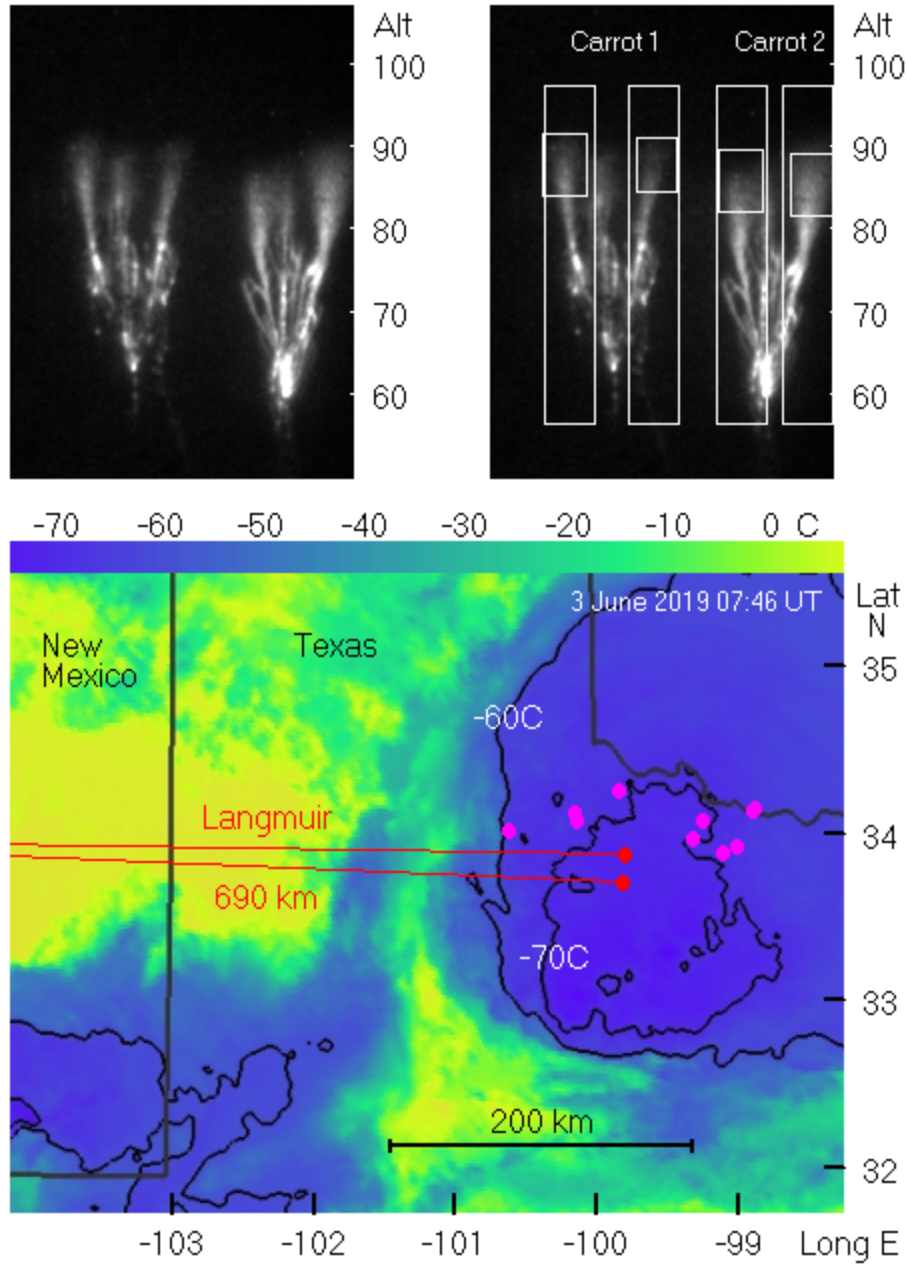 Alt
100
90
80
70
60
Carrot 1 Carrot 2
Alt
100
90
80
70
60
-70 -60 -50 -40 -30 -20 -10 0 C
3 June 2019 07:46 UT
Lat
N
New
Mexico
Texas
35
-60C
Langmuir
34
690 km
-70C
33
200 km
32
-103 -102 -101 -100 -99 Long E